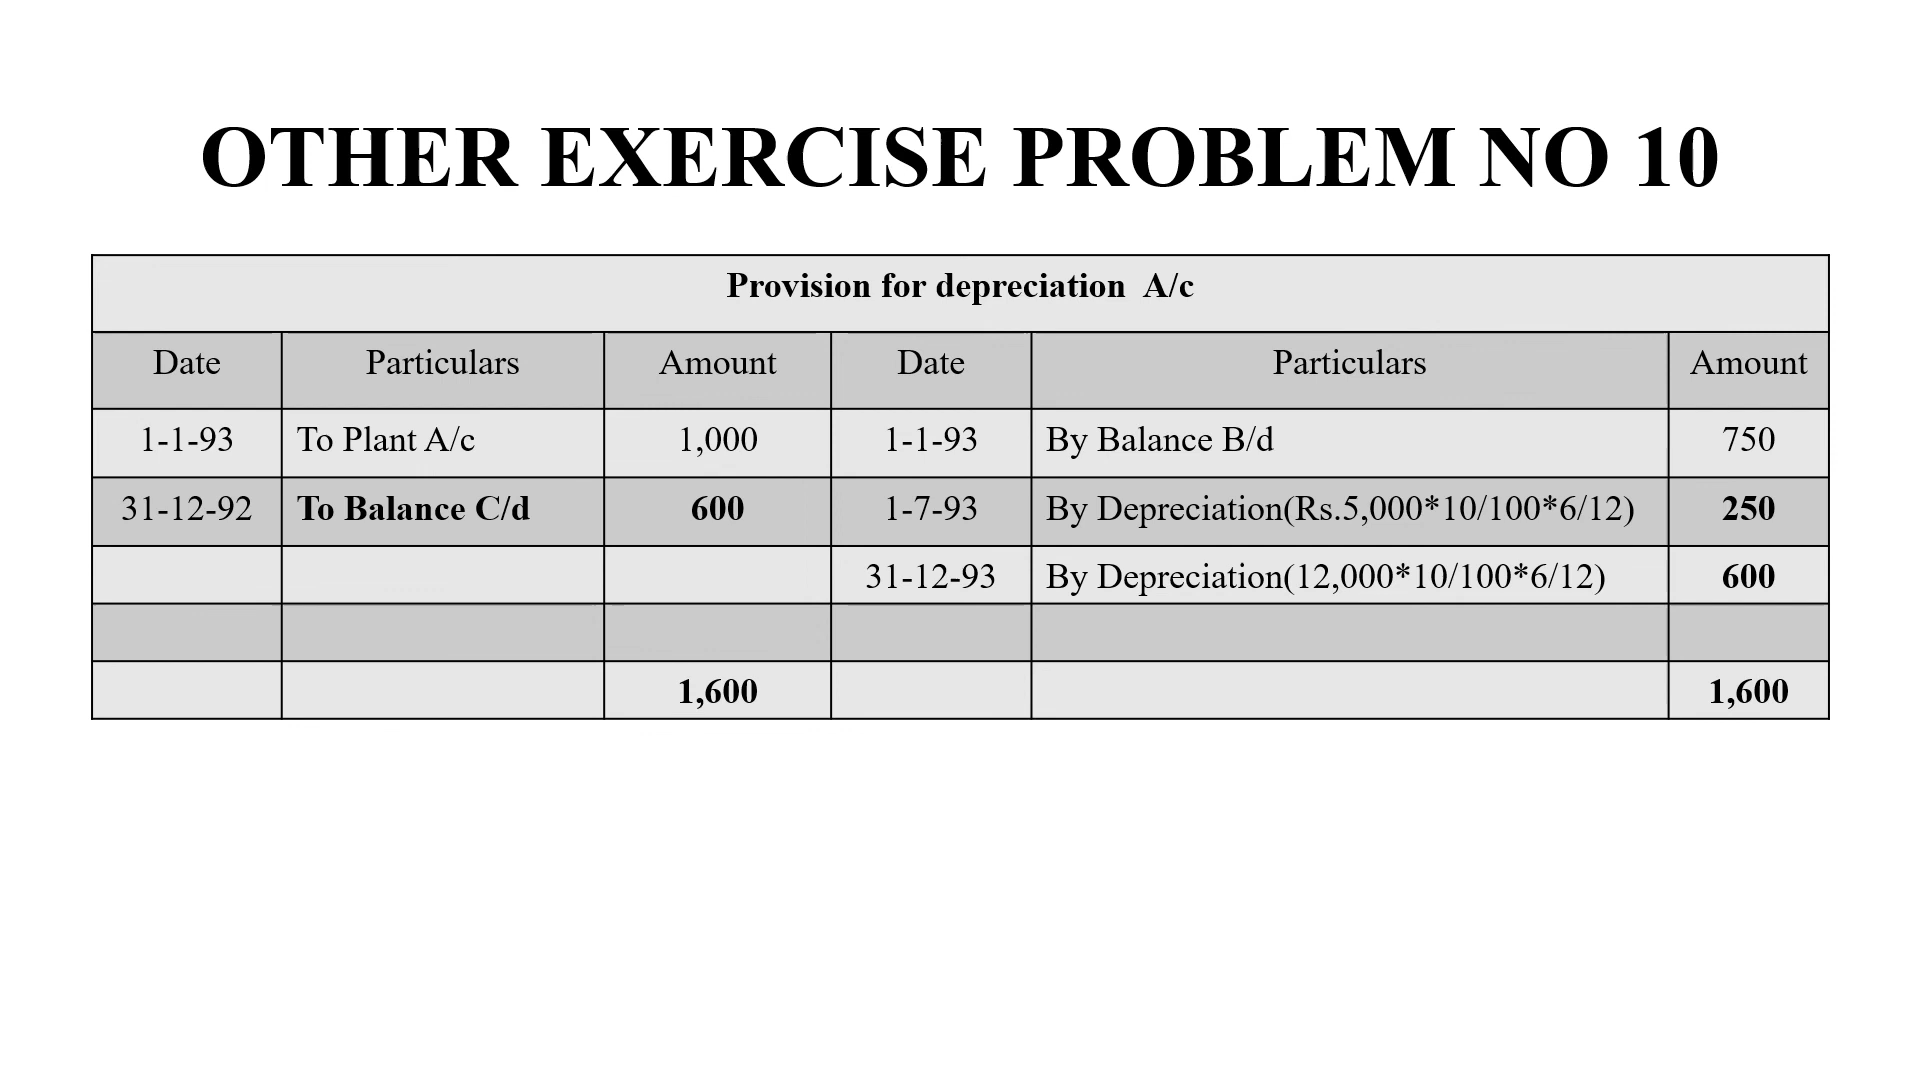 OTHER EXERCISE PROBLEM NO 10
Provision for depreciation A/c
Date Particulars Amount Date Particulars Amount
1-1-93 To Plant A/c 1,000 1-1-93 By Balance B/d 750
31-12-92 To Balance C/d 600 1-7-93 By Depreciation(Rs.5,000*10/100*6/12) 250
31-12-93 By Depreciation(12,000*10/100*6/12) 600
1,600 1,600